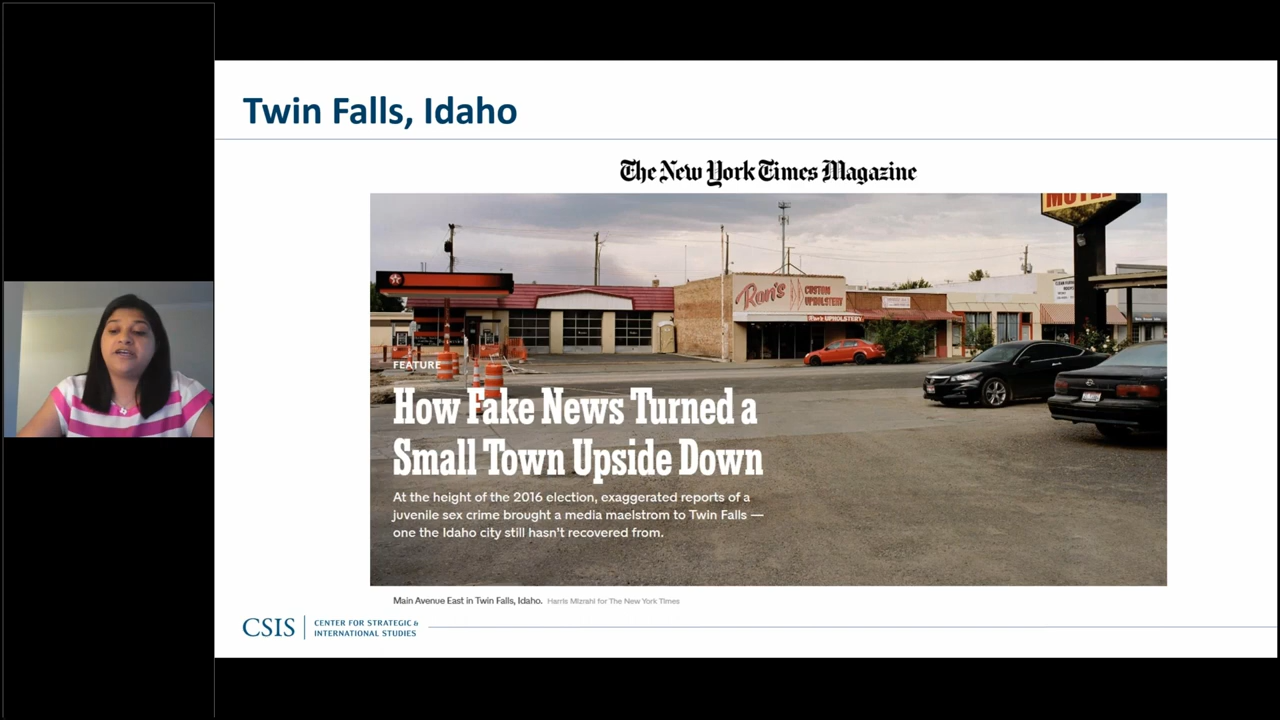 Twin Falls, Idaho
The New York Times Magazine
MOTEL
Ron's
CUSTOM
UPHOLSTERY
Ron's UPHOLSTERY
FEATURE
How Fake News Turned a
Small Town Upside Down
At the height of the 2016 election, exaggerated reports of a
juvenile sex crime brought a media maelstrom to Twin Falls —
one the Idaho city still hasn't recovered from.
Main Avenue East in Twin Falls, Idaho. Harris Mizrahi for The New York Times
CSIS
CENTER FOR STRATEGIC &
INTERNATIONAL STUDIES